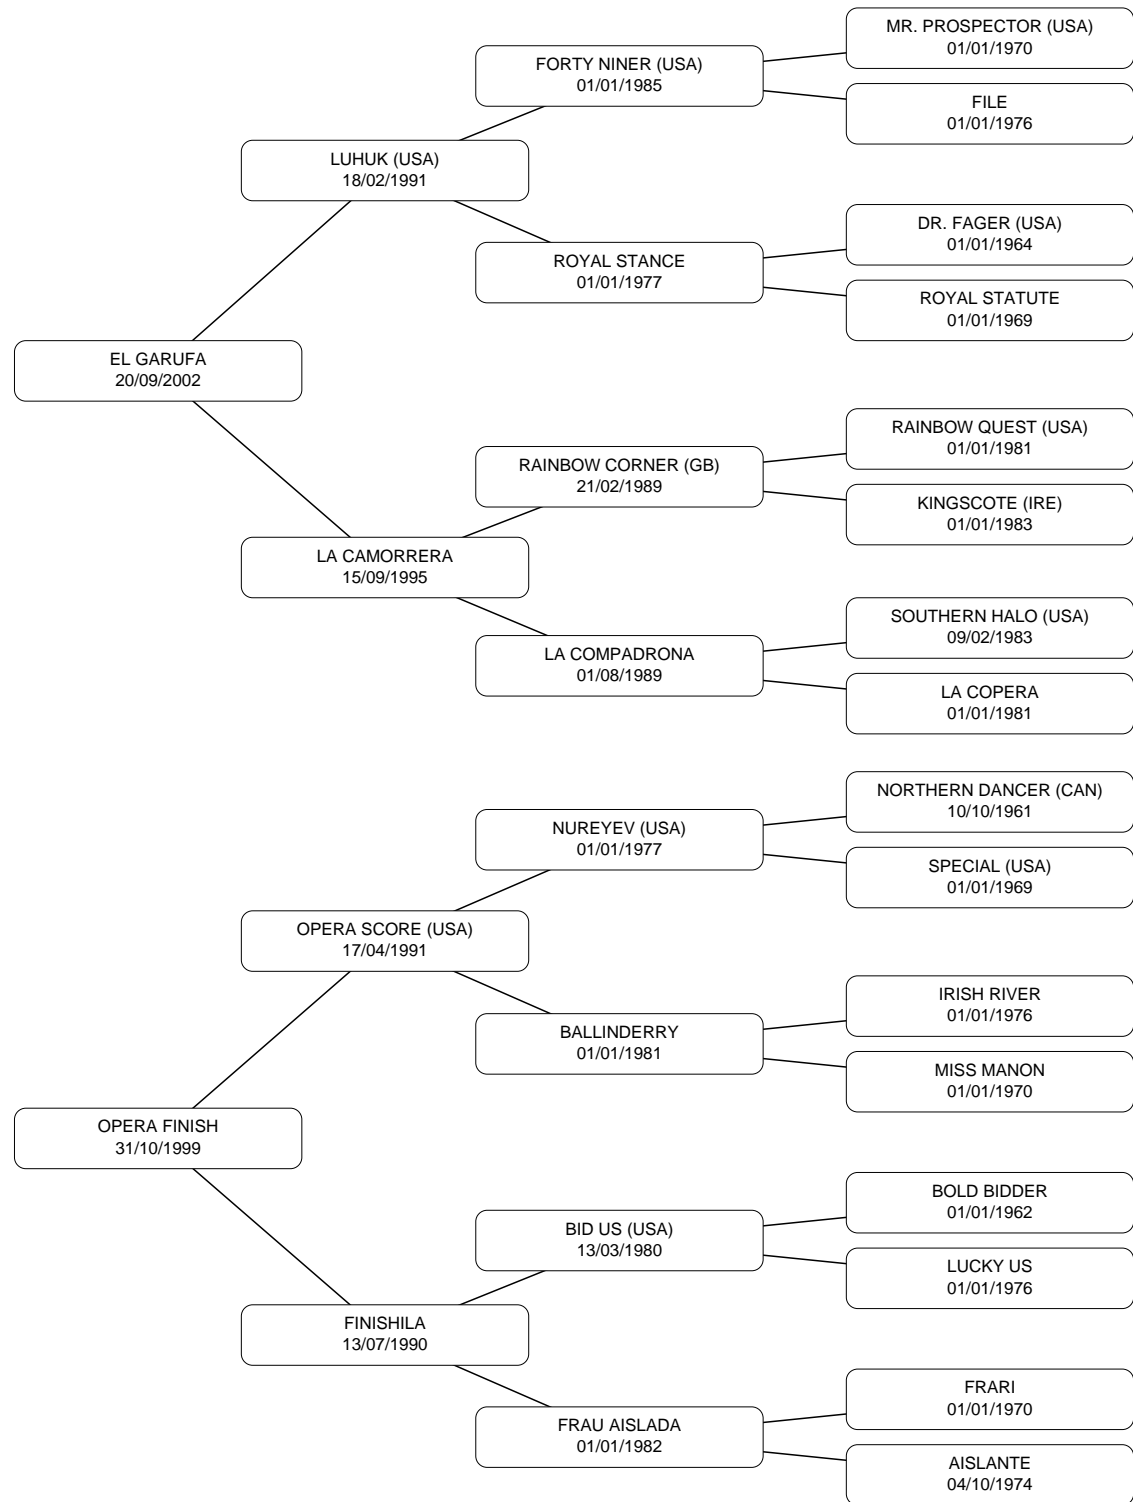 MR. PROSPECTOR (USA)
01/01/1970
FORTY NINER (USA)
01/01/1985
FILE
01/01/1976
LUHUK (USA)
18/02/1991
DR. FAGER (USA)
01/01/1964
ROYAL STANCE
01/01/1977
ROYAL STATUTE
01/01/1969
EL GARUFA
20/09/2002
RAINBOW QUEST (USA)
01/01/1981
RAINBOW CORNER (GB)
21/02/1989
KINGSCOTE (IRE)
01/01/1983
LA CAMORRERA
15/09/1995
SOUTHERN HALO (USA)
09/02/1983
LA COMPADRONA
01/08/1989
LA COPERA
01/01/1981
NORTHERN DANCER (CAN)
10/10/1961
NUREYEV (USA)
01/01/1977
SPECIAL (USA)
01/01/1969
OPERA SCORE (USA)
17/04/1991
IRISH RIVER
01/01/1976
BALLINDERRY
01/01/1981
MISS MANON
01/01/1970
OPERA FINISH
31/10/1999
BOLD BIDDER
01/01/1962
BID US (USA)
13/03/1980
LUCKY US
01/01/1976
FINISHILA
13/07/1990
FRARI
01/01/1970
FRAU AISLADA
01/01/1982
AISLANTE
04/10/1974